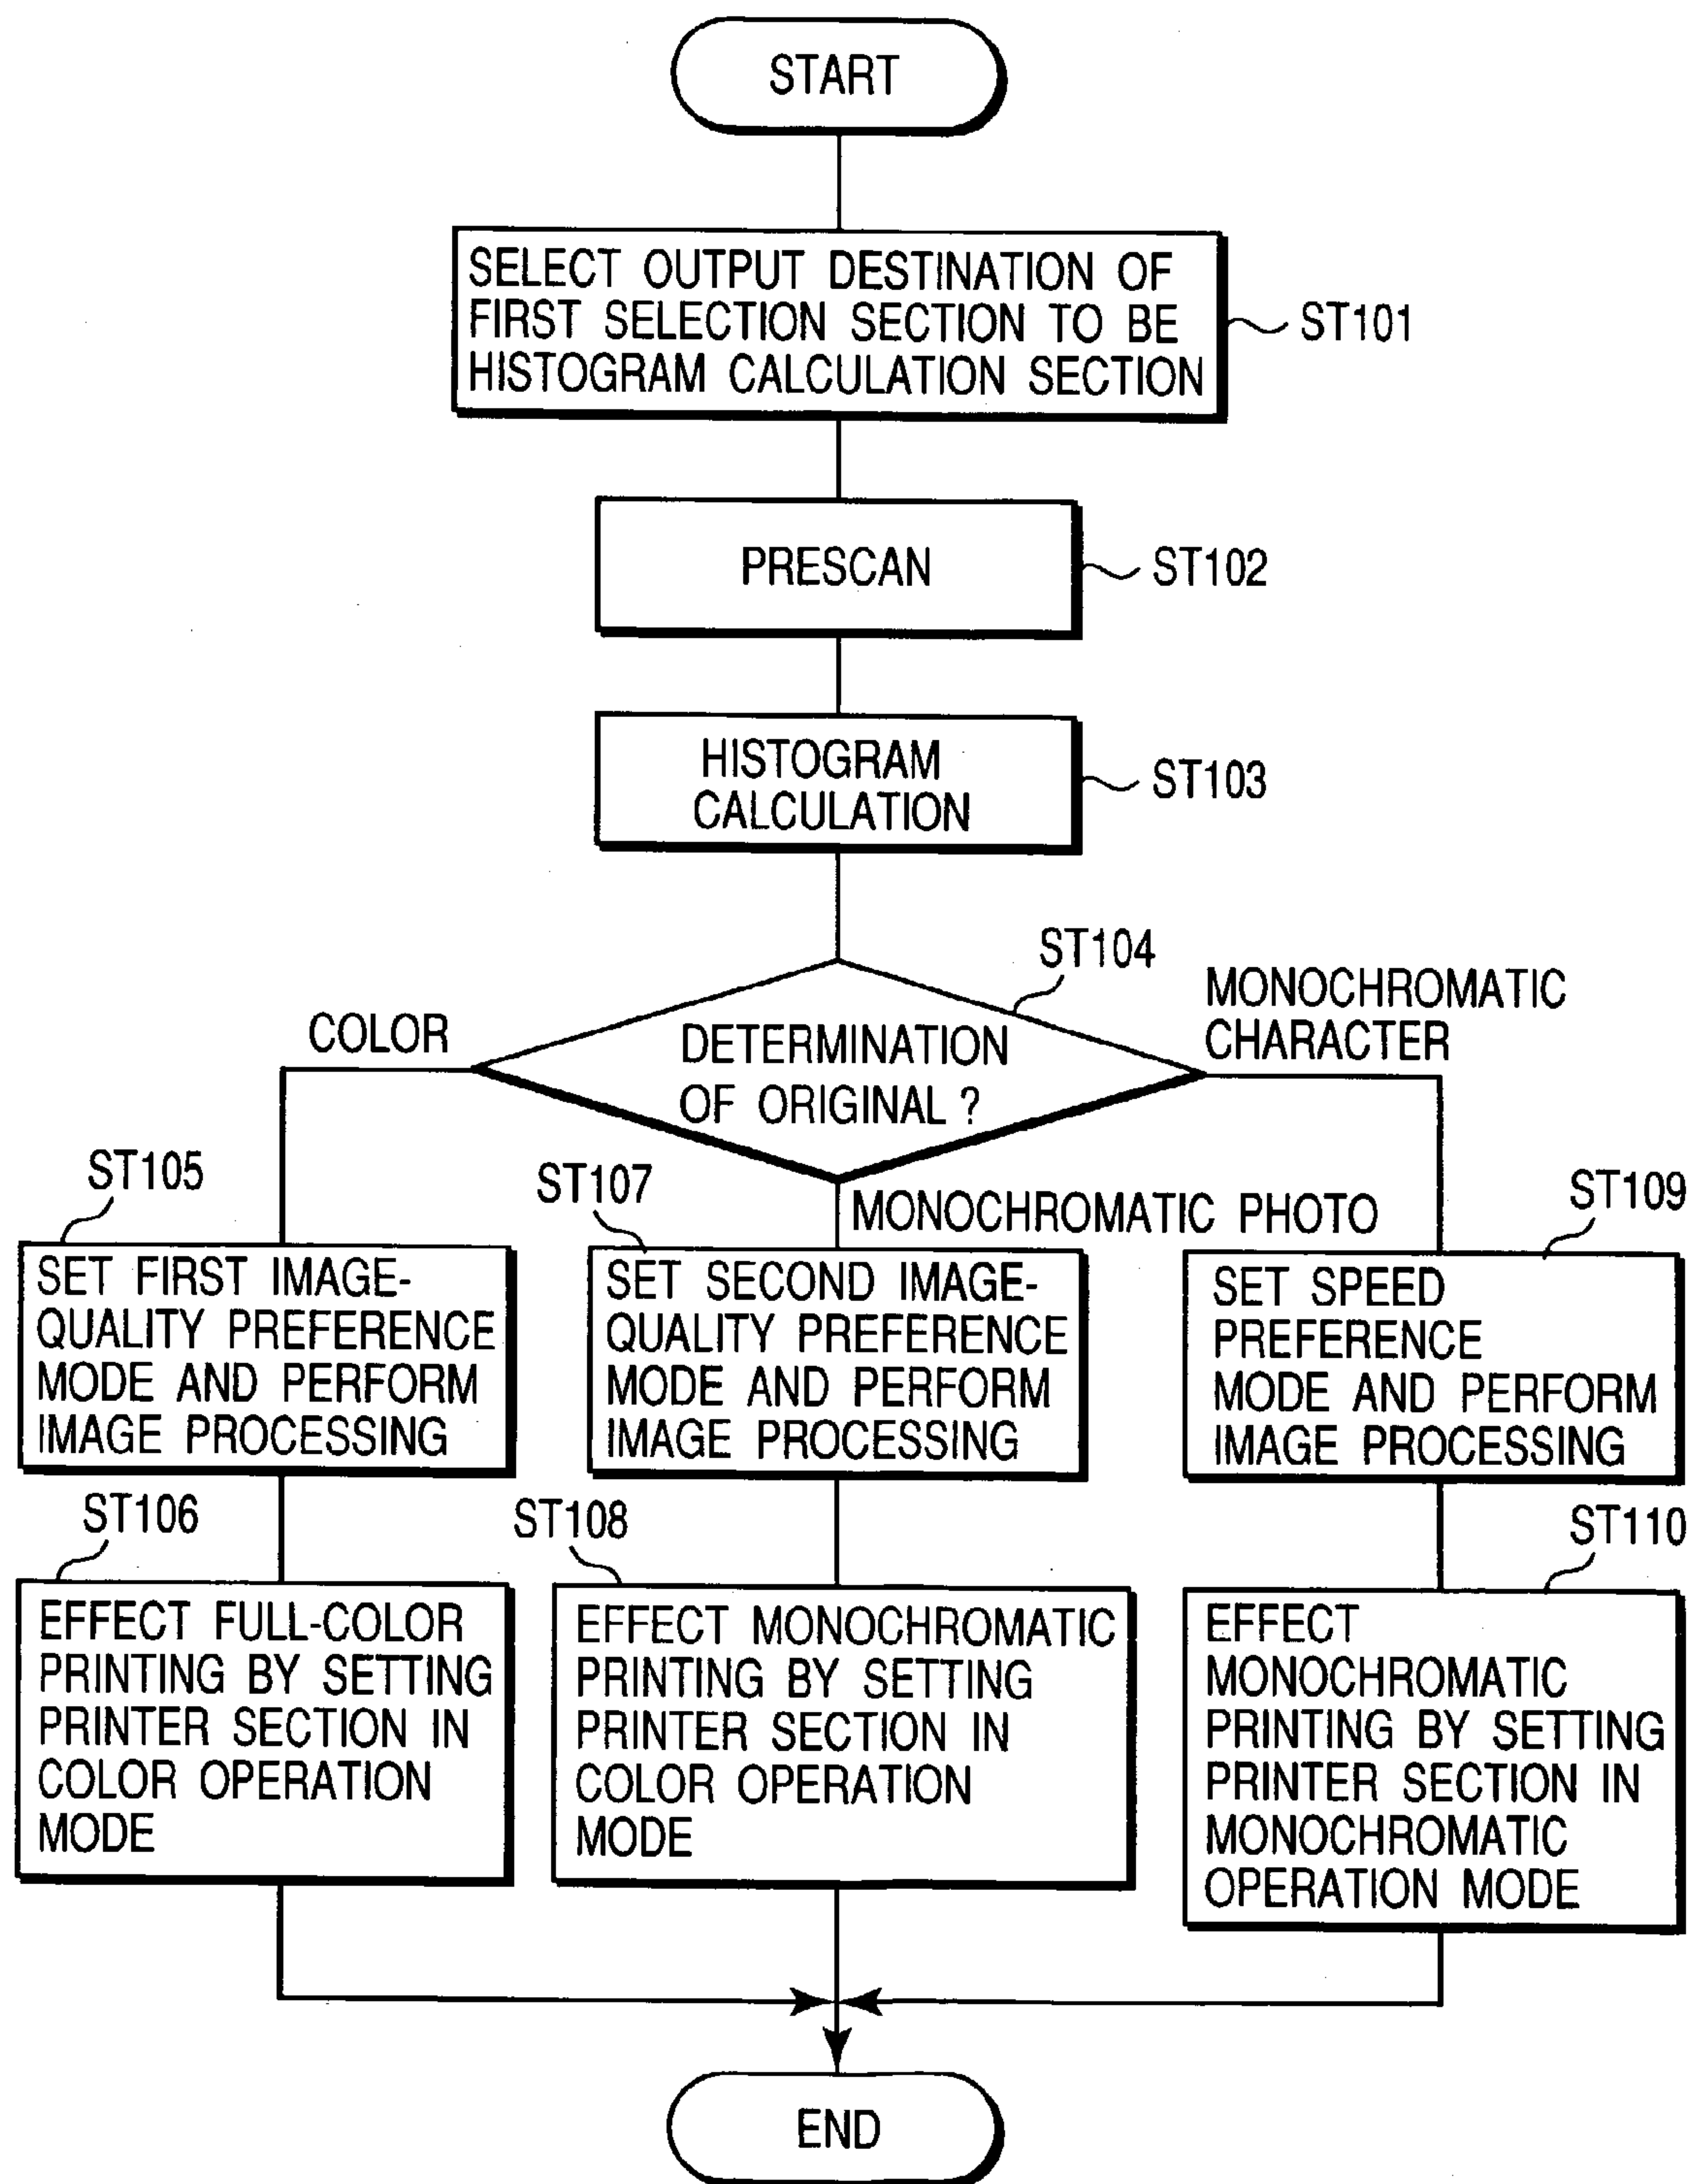 START
SELECT OUTPUT DESTINATION OF
FIRST SELECTION SECTION TO BE
HISTOGRAM CALCULATION SECTION
ST101
PRESCAN
ST102
HISTOGRAM
CALCULATION
ST103
ST104
DETERMINATION
OF ORIGINAL ?
COLOR
MONOCHROMATIC
CHARACTER
MONOCHROMATIC PHOTO
ST105
SET FIRST IMAGE-
QUALITY PREFERENCE
MODE AND PERFORM
IMAGE PROCESSING
ST107
SET SECOND IMAGE-
QUALITY PREFERENCE
MODE AND PERFORM
IMAGE PROCESSING
ST109
SET SPEED
PREFERENCE
MODE AND PERFORM
IMAGE PROCESSING
ST106
EFFECT FULL-COLOR
PRINTING BY SETTING
PRINTER SECTION IN
COLOR OPERATION
MODE
ST108
EFFECT MONOCHROMATIC
PRINTING BY SETTING
PRINTER SECTION IN
COLOR OPERATION
MODE
ST110
EFFECT
MONOCHROMATIC
PRINTING BY SETTING
PRINTER SECTION IN
MONOCHROMATIC
OPERATION MODE
END